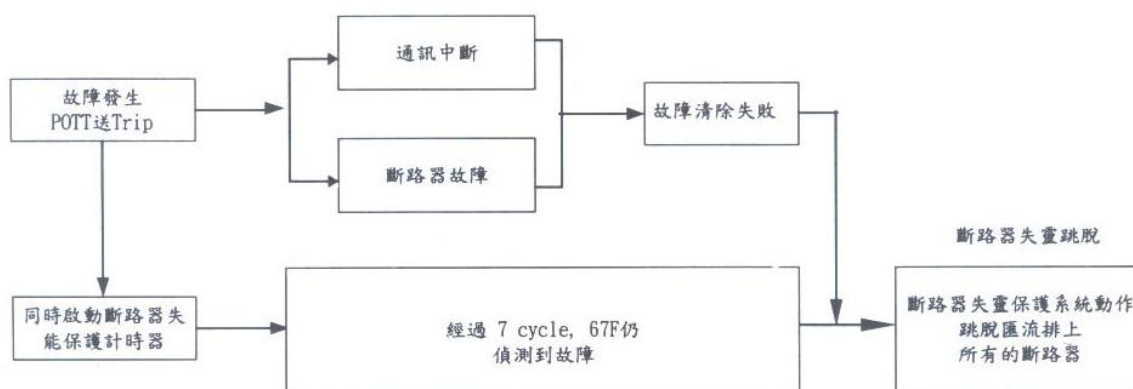 通訊中斷
故障發生
POTT送Trip
故障清除失敗
斷路器故障
斷路器失靈跳脫
同時啟動斷路器失
能保護計時器
經過 7 cycle, 67F仍
偵測到故障
斷路器失靈保護系統動作
跳脫匯流排上
所有的斷路器